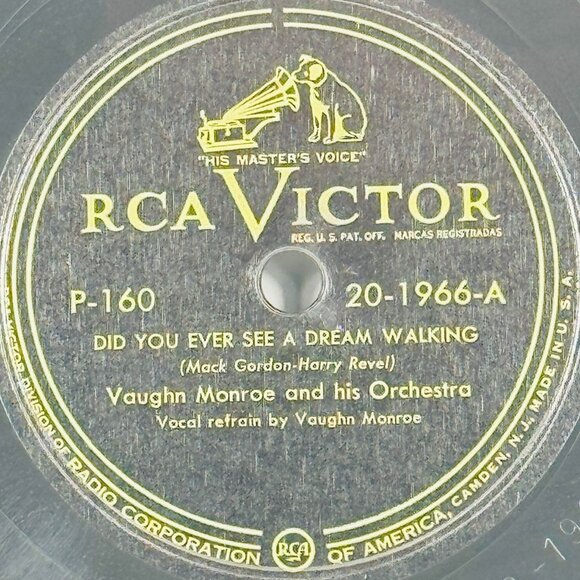 "HIS MASTER'S VOICE"
RCA VICTOR
REG. U. S. PAT. OFF. MARCAS REGISTRADAS
P-160
20-1966-A
DID YOU EVER SEE A DREAM WALKING
(Mack Gordon-Harry Revel)
Vaughn Monroe and his Orchestra
Vocal refrain by Vaughn Monroe
RCA VICTOR DIVISION OF RADIO CORPORATION OF AMERICA, CAMDEN, N. J., MADE IN U. S. A.
RCA